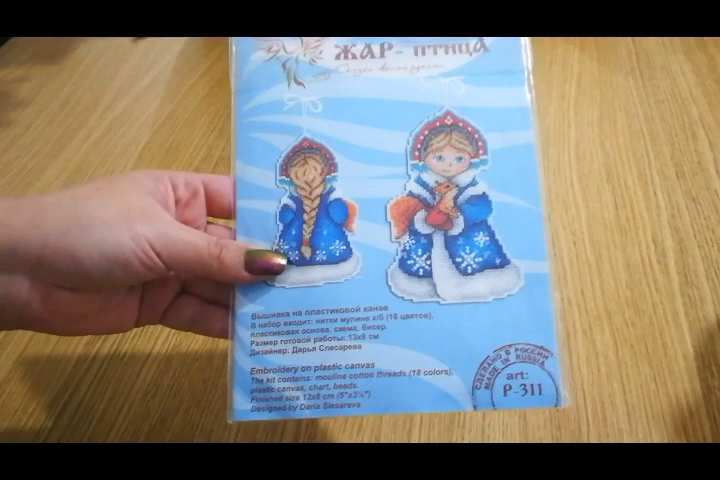 ЖАР-ПТИЦА
Вышивка на пластиковой канве
В набор входит: нитки мулине х/б (18 цветов),
пластиковая основа, схема, бисер.
Размер готовой работы: 13х8 см
Дизайнер: Дарья Слесарева
Embroidery on plastic canvas
The kit contains: mouline cotton threads (18 colors),
plastic canvas, chart, beads.
Finished size 13x8 cm (5"x3⅛")
Designed by Daria Slesareva
СДЕЛАНО В РОССИИ
MADE IN RUSSIA
art:
P-311